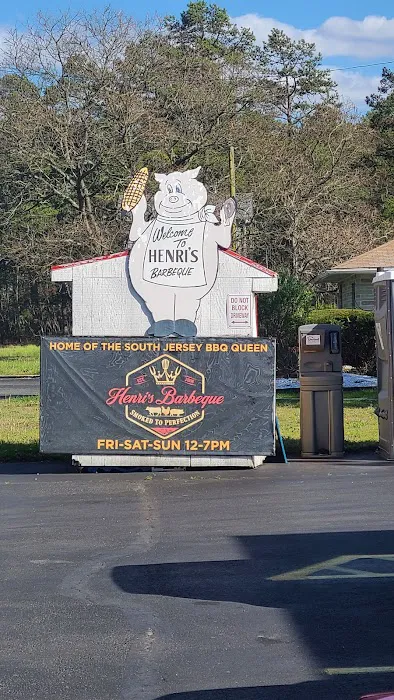 Welcome
To
HENRI'S
BARBEQUE
DO NOT
BLOCK
DRIVEWAY
HOME OF THE SOUTH JERSEY BBQ QUEEN
Henri's Barbeque
SMOKED TO PERFECTION
FRI-SAT-SUN 12-7PM